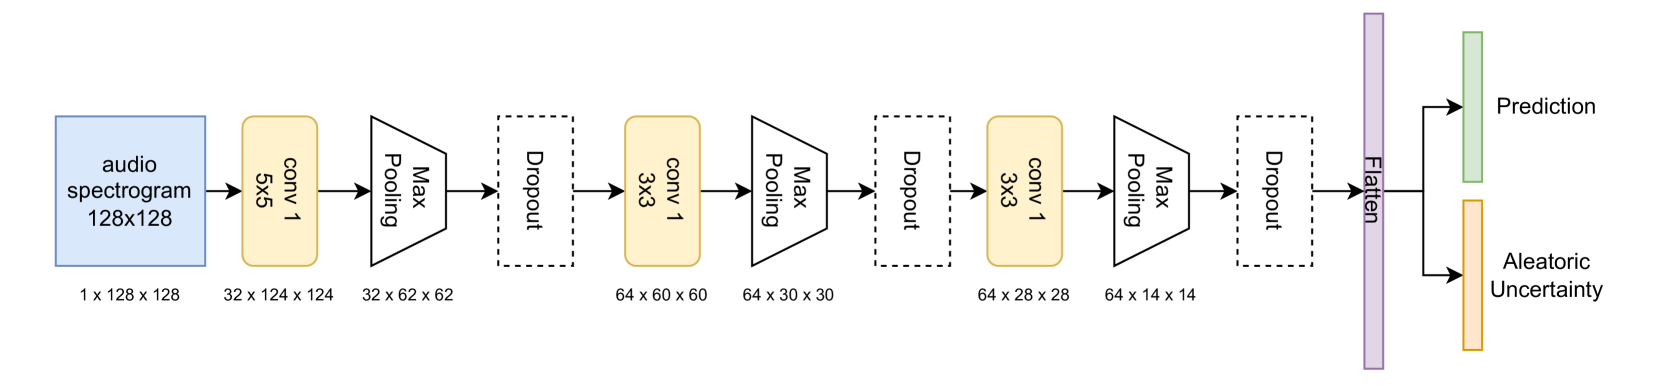 audio
spectrogram
128x128
1 x 128 x 128
conv 1
5x5
32 x 124 x 124
Max
Pooling
32 x 62 x 62
Dropout
conv 1
3x3
64 x 60 x 60
Max
Pooling
64 x 30 x 30
Dropout
conv 1
3x3
64 x 28 x 28
Max
Pooling
64 x 14 x 14
Dropout
Flatten
Prediction
Aleatoric
Uncertainty